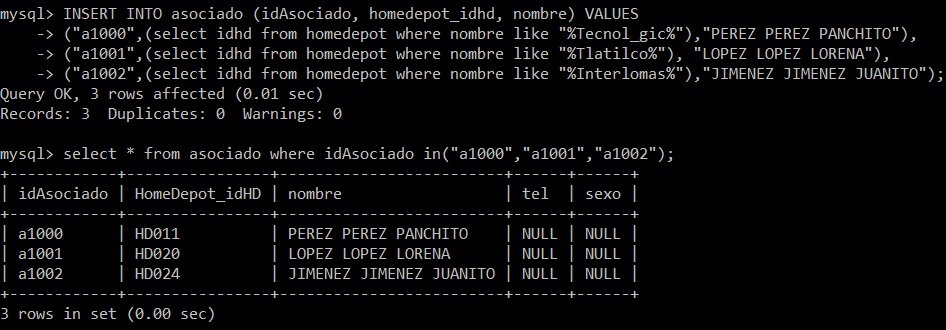 mysql> INSERT INTO asociado (idAsociado, homedepot_idhd, nombre) VALUES
    -> ("a1000",(select idhd from homedepot where nombre like "%Tecnol_gic%"),"PEREZ PEREZ PANCHITO"),
    -> ("a1001",(select idhd from homedepot where nombre like "%Tlatilco%"), "LOPEZ LOPEZ LORENA"),
    -> ("a1002",(select idhd from homedepot where nombre like "%Interlomas%"),"JIMENEZ JIMENEZ JUANITO");
Query OK, 3 rows affected (0.01 sec)
Records: 3  Duplicates: 0  Warnings: 0

mysql> select * from asociado where idAsociado in("a1000","a1001","a1002");
+------------+----------------+-------------------------+------+------+
| idAsociado | HomeDepot_idHD | nombre                  | tel  | sexo |
+------------+----------------+-------------------------+------+------+
| a1000      | HD011          | PEREZ PEREZ PANCHITO    | NULL | NULL |
| a1001      | HD020          | LOPEZ LOPEZ LORENA      | NULL | NULL |
| a1002      | HD024          | JIMENEZ JIMENEZ JUANITO | NULL | NULL |
+------------+----------------+-------------------------+------+------+
3 rows in set (0.00 sec)